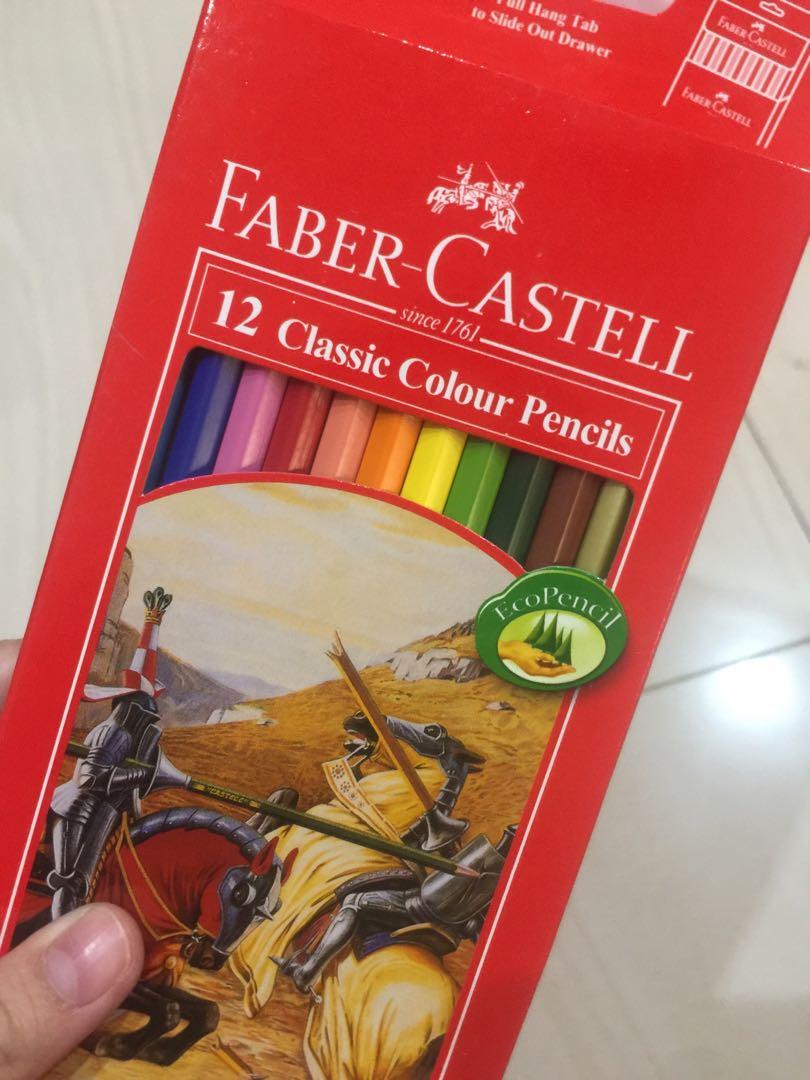 Pull Hang Tab
to Slide Out Drawer
FABER-CASTELL
FABER-CASTELL
FABER-CASTELL
since 1761
12 Classic Colour Pencils
EcoPencil
CASTELL